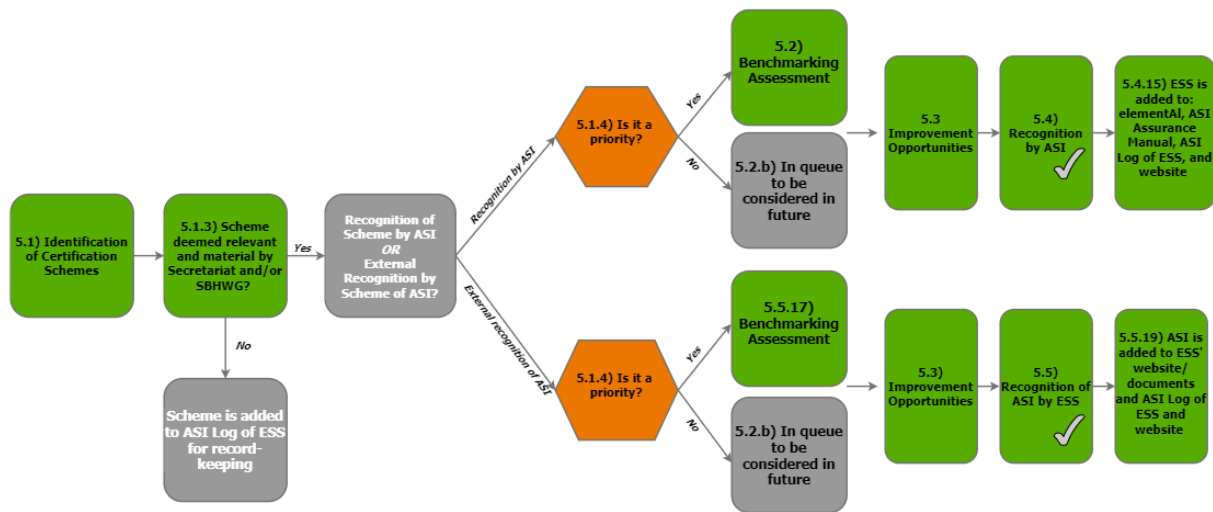 5.1) Identification
of Certification
Schemes
5.1.3) Scheme
deemed relevant
and material by
Secretariat and/or
SBHWG?
Yes
No
Scheme is added
to ASI Log of ESS
for record-
keeping
Recognition of
Scheme by ASI
OR
External
Recognition by
Scheme of ASI?
Recognition by ASI
External recognition of ASI
5.1.4) Is it a
priority?
Yes
No
5.2)
Benchmarking
Assessment
5.2.b) In queue
to be
considered in
future
5.3
Improvement
Opportunities
5.4)
Recognition
by ASI
5.4.15) ESS is
added to:
elementAl, ASI
Assurance
Manual, ASI
Log of ESS, and
website
5.1.4) Is it a
priority?
Yes
No
5.5.17)
Benchmarking
Assessment
5.2.b) In queue
to be
considered in
future
5.3)
Improvement
Opportunities
5.5)
Recognition of
ASI by ESS
5.5.19) ASI is
added to ESS'
website/
documents
and ASI Log of
ESS and
website